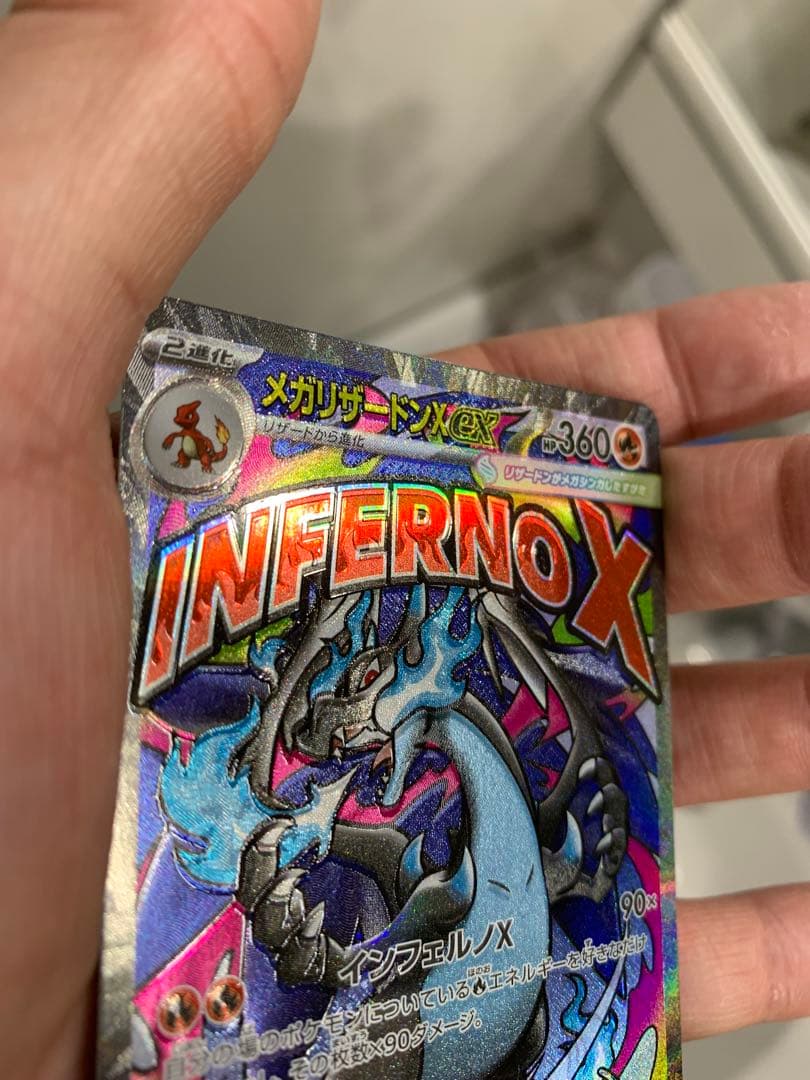 2進化
メガリザードンXex
HP360
リザードから進化
リザードンがメガシンカしたすがた
INFERNO X
インフェルノX 90×
自分の場のポケモンについている🔥エネルギーを好きなだけ
、その枚数×90ダメージ。